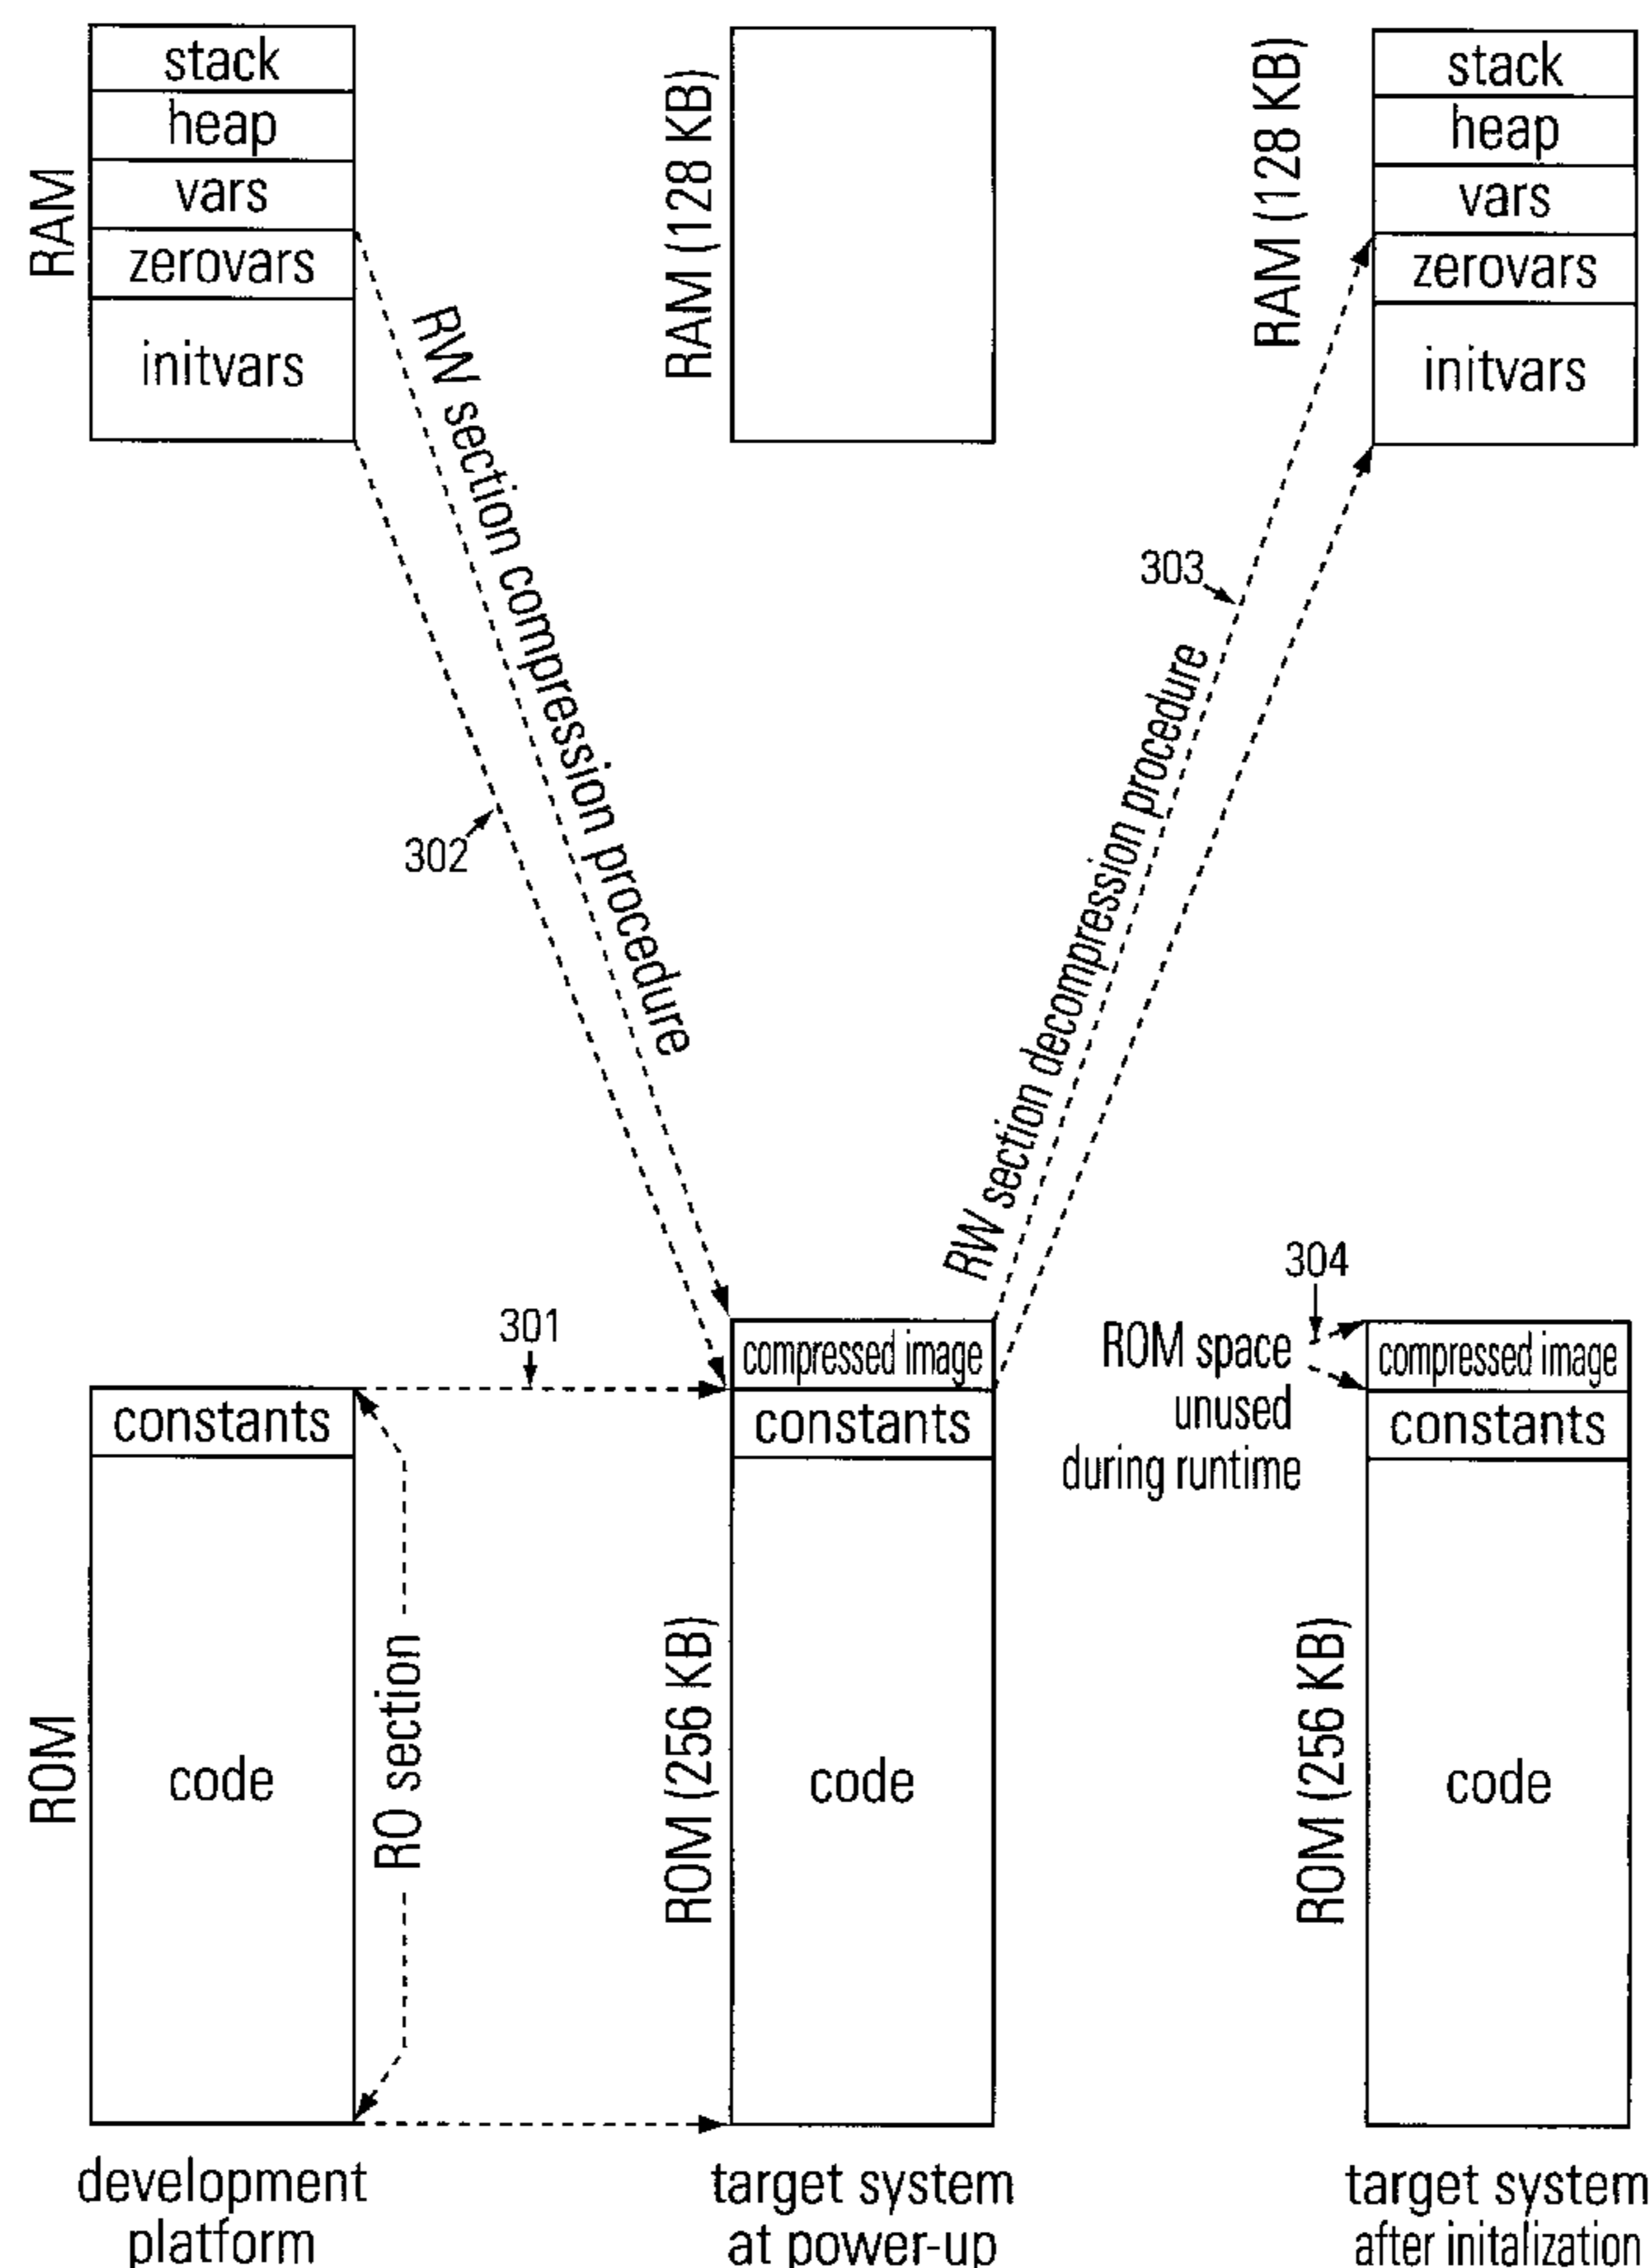 RAM
stack
heap
vars
zerovars
initvars
RAM (128 KB)
RAM (128 KB)
stack
heap
vars
zerovars
initvars
RW section compression procedure
302
303
RW section decompression procedure
301
304
ROM space
unused
during runtime
ROM
constants
code
RO section
ROM (256 KB)
compressed image
constants
code
ROM (256 KB)
compressed image
constants
code
development
platform
target system
at power-up
target system
after initalization